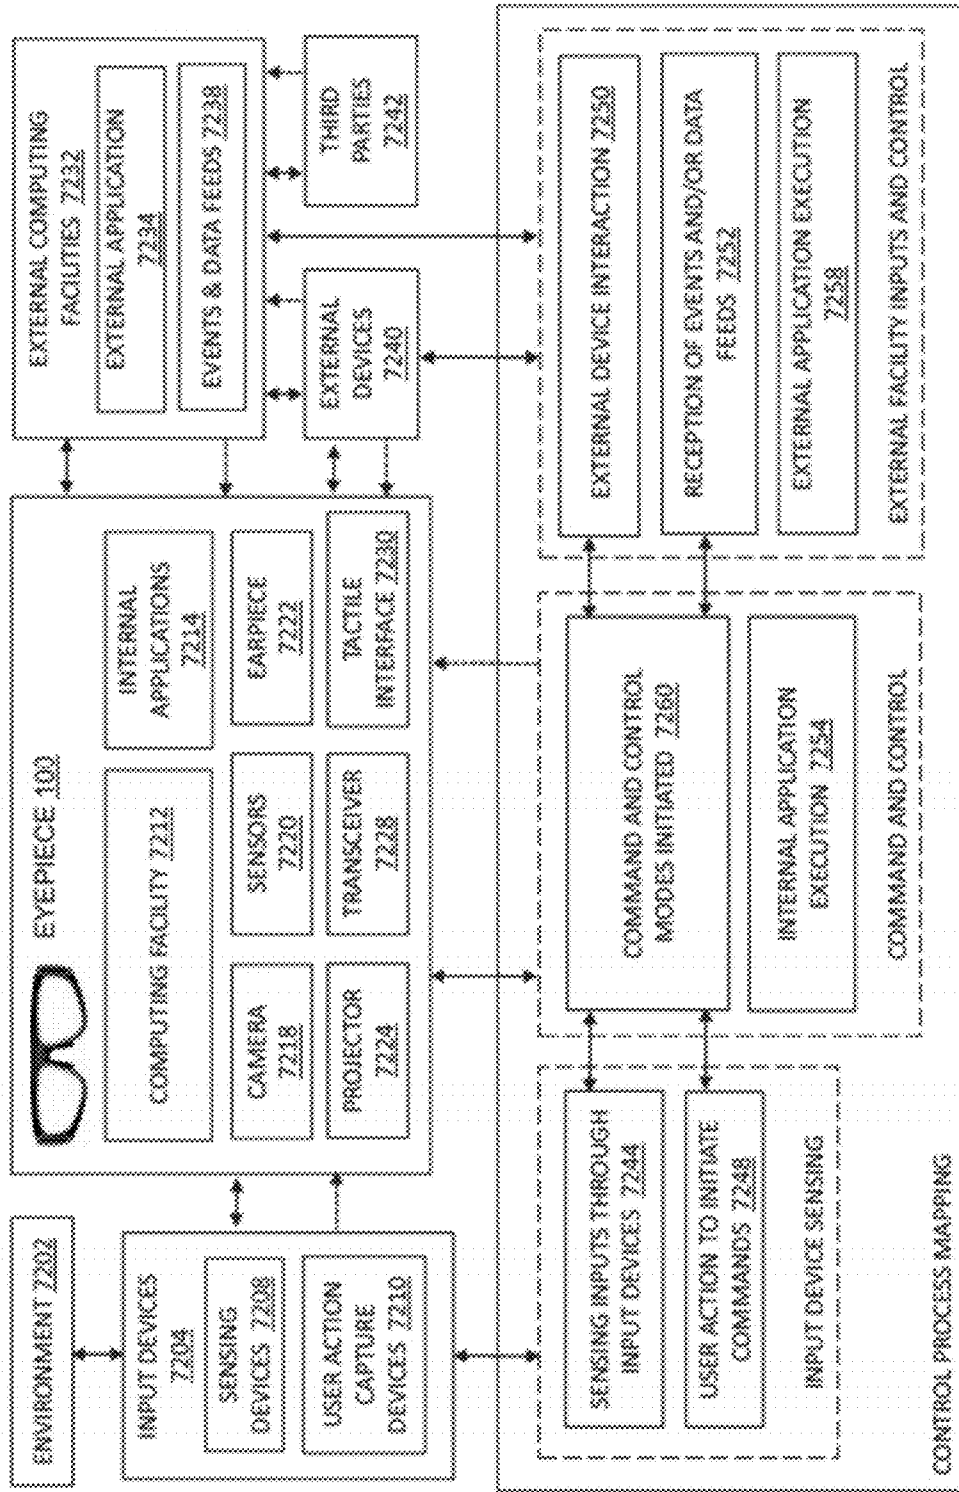 ENVIRONMENT 7202
INPUT DEVICES
7204
SENSING
DEVICES 7208
USER ACTION
CAPTURE
DEVICES 7210
EYEPIECE 100
COMPUTING FACILITY 7212
INTERNAL
APPLICATIONS
7214
CAMERA
7218
SENSORS
7220
EARPIECE
7222
PROJECTOR
7224
TRANSCEIVER
7228
TACTILE
INTERFACE 7230
EXTERNAL COMPUTING
FACILITIES 7232
EXTERNAL APPLICATION
7234
EVENTS & DATA FEEDS 7238
EXTERNAL
DEVICES
7240
THIRD
PARTIES
7242
SENSING INPUTS THROUGH
INPUT DEVICES 7244
USER ACTION TO INITIATE
COMMANDS 7248
INPUT DEVICE SENSING
COMMAND AND CONTROL
MODES INITIATED 7260
INTERNAL APPLICATION
EXECUTION 7254
COMMAND AND CONTROL
EXTERNAL DEVICE INTERACTION 7250
RECEPTION OF EVENTS AND/OR DATA
FEEDS 7252
EXTERNAL APPLICATION EXECUTION
7258
EXTERNAL FACILITY INPUTS AND CONTROL
CONTROL PROCESS MAPPING